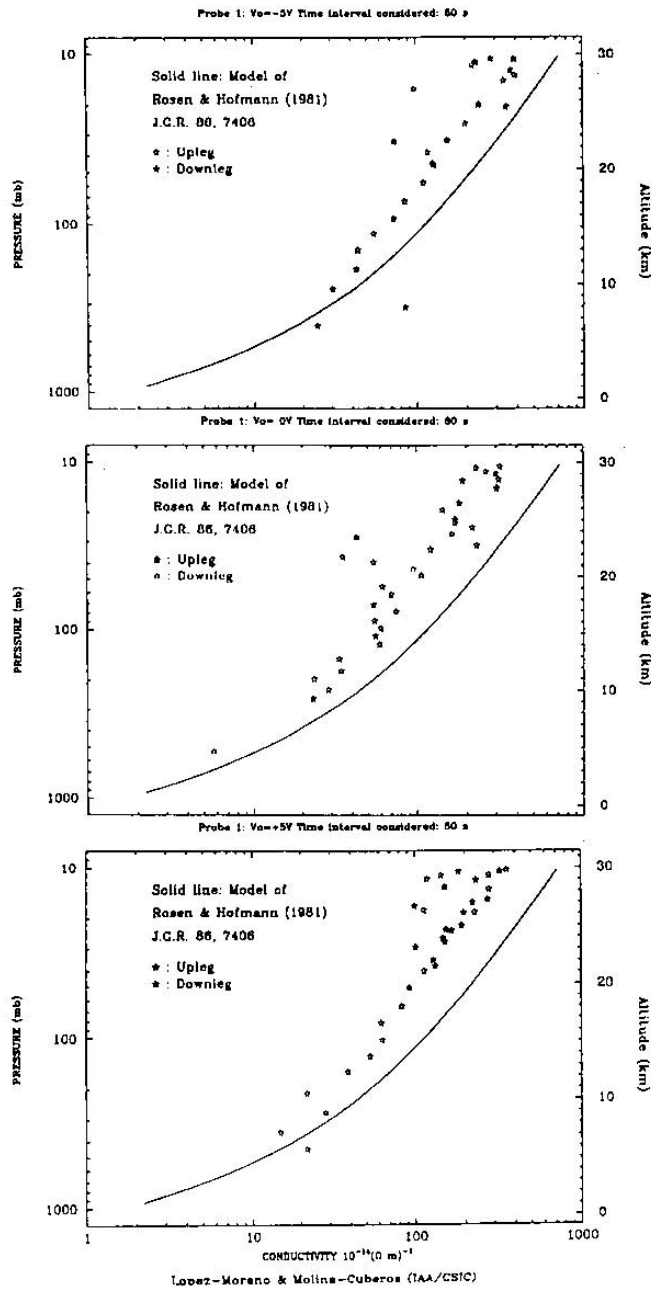 Probe 1: Vo=-5V Time interval considered: 60 s
10
30
Solid line: Model of
Rosen & Hofmann (1981)
J.G.R. 86, 7406
☆ : Upleg
★ : Downleg
20
PRESSURE (mb)
Altitude (km)
100
10
1000
0
Probe 1: Vo= 0V Time interval considered: 60 s
10
30
Solid line: Model of
Rosen & Hofmann (1981)
J.G.R. 86, 7406
★ : Upleg
☆ : Downleg
20
PRESSURE (mb)
Altitude (km)
100
10
1000
0
Probe 1: Vo=+5V Time interval considered: 60 s
10
30
Solid line: Model of
Rosen & Hofmann (1981)
J.G.R. 86, 7406
★ : Upleg
★ : Downleg
20
PRESSURE (mb)
Altitude (km)
100
10
1000
0
1 10 100 1000
CONDUCTIVITY 10⁻¹⁴(Ω m)⁻¹
Lopez-Moreno & Molina-Cuberos (IAA/CSIC)